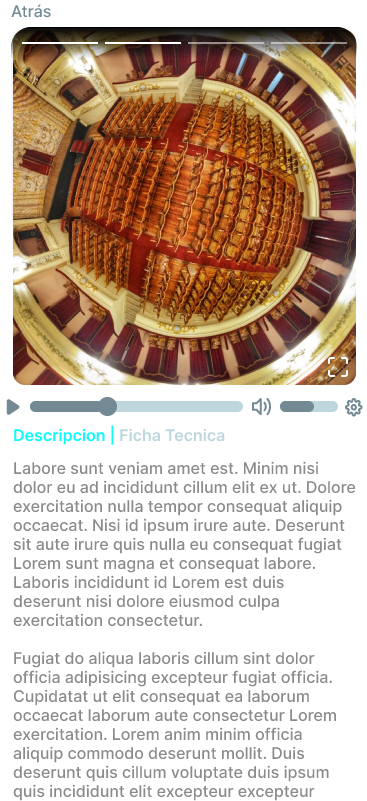 Atrás
Descripcion | Ficha Tecnica
Labore sunt veniam amet est. Minim nisi
dolor eu ad incididunt cillum elit ex ut. Dolore
exercitation nulla tempor consequat aliquip
occaecat. Nisi id ipsum irure aute. Deserunt
sit aute irure quis nulla eu consequat fugiat
Lorem sunt magna et consequat labore.
Laboris incididunt id Lorem est duis
deserunt nisi dolore eiusmod culpa
exercitation consectetur.
Fugiat do aliqua laboris cillum sint dolor
officia adipisicing excepteur fugiat officia.
Cupidatat ut elit consequat ea laborum
occaecat laborum aute consectetur Lorem
exercitation. Lorem anim minim officia
aliquip commodo deserunt mollit. Duis
deserunt quis cillum voluptate duis ipsum
quis incididunt elit excepteur excepteur